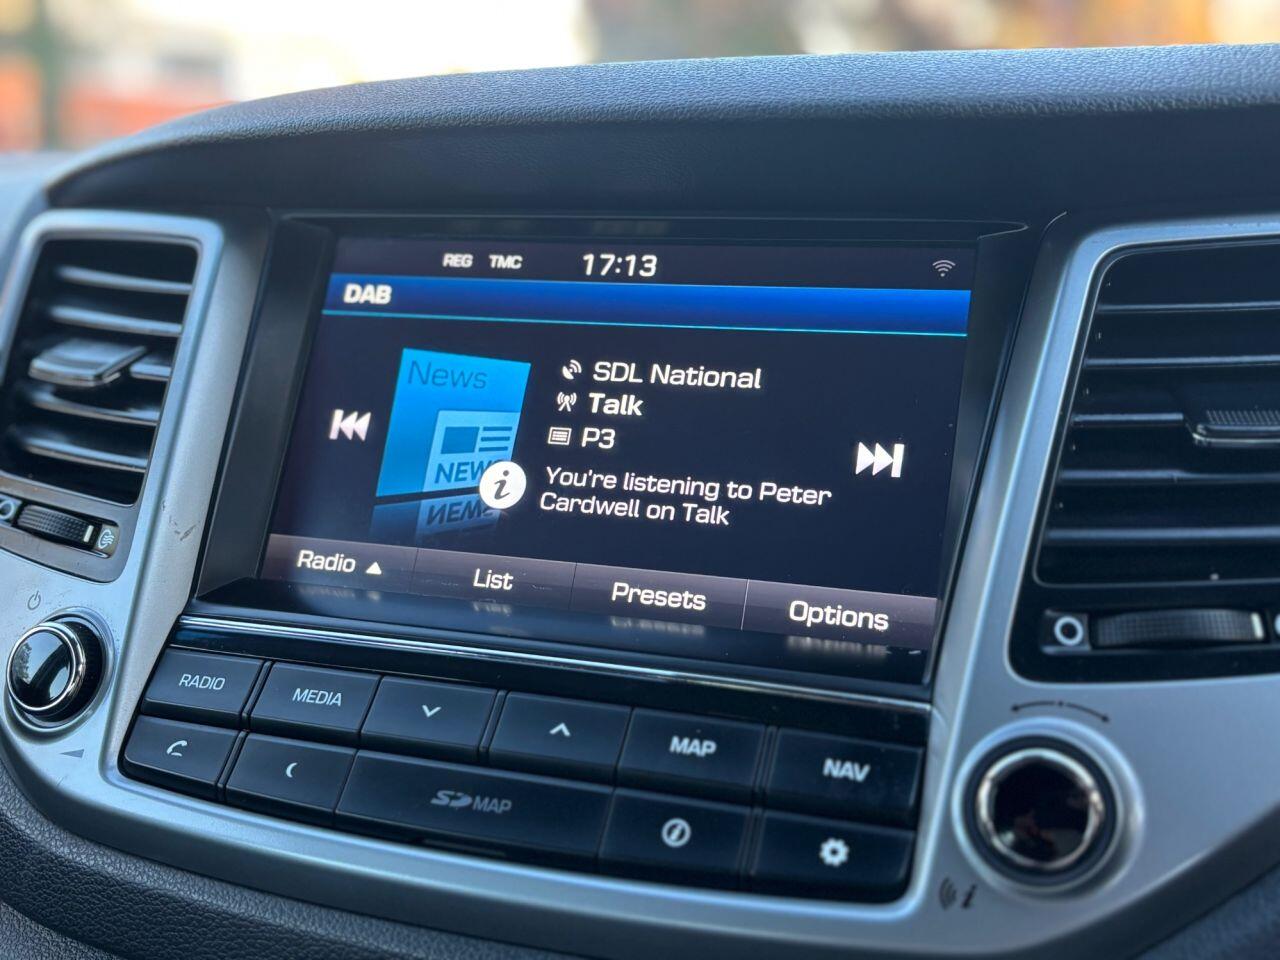 REG TMC 17:13
DAB
News
NEWS
NEWS
SDL National
Talk
P3
You're listening to Peter
Cardwell on Talk
Radio ▲
List
Presets
Options
RADIO
MEDIA
MAP
NAV
SD MAP
i
i